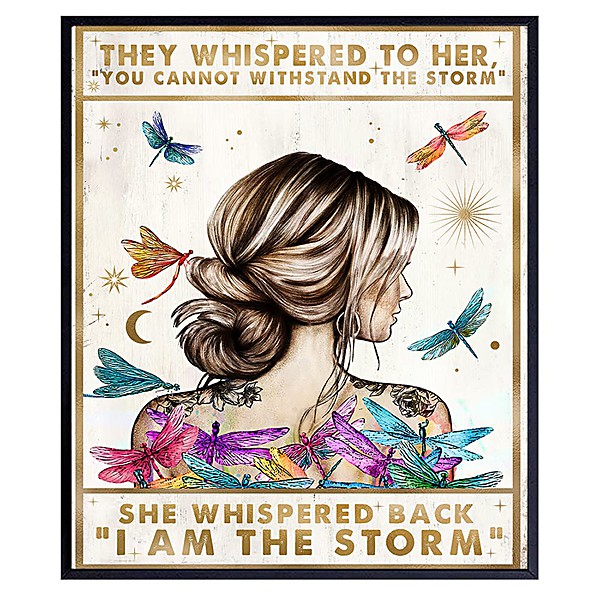 THEY WHISPERED TO HER,
"YOU CANNOT WITHSTAND THE STORM"
SHE WHISPERED BACK
"I AM THE STORM"